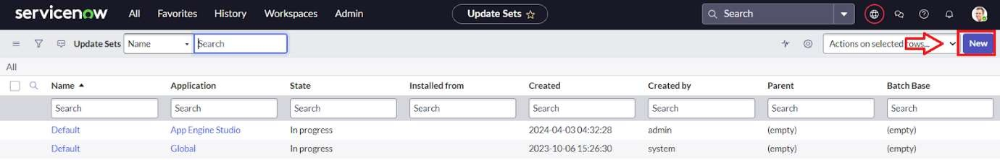 servicenow All Favorites History Workspaces Admin Update Sets Search
Update Sets Name Search Actions on selected rows... New
All
Name Application State Installed from Created Created by Parent Batch Base
Search Search Search Search Search Search Search Search
Default App Engine Studio In progress 2024-04-03 04:32:28 admin (empty) (empty)
Default Global In progress 2023-10-06 15:26:30 system (empty) (empty)